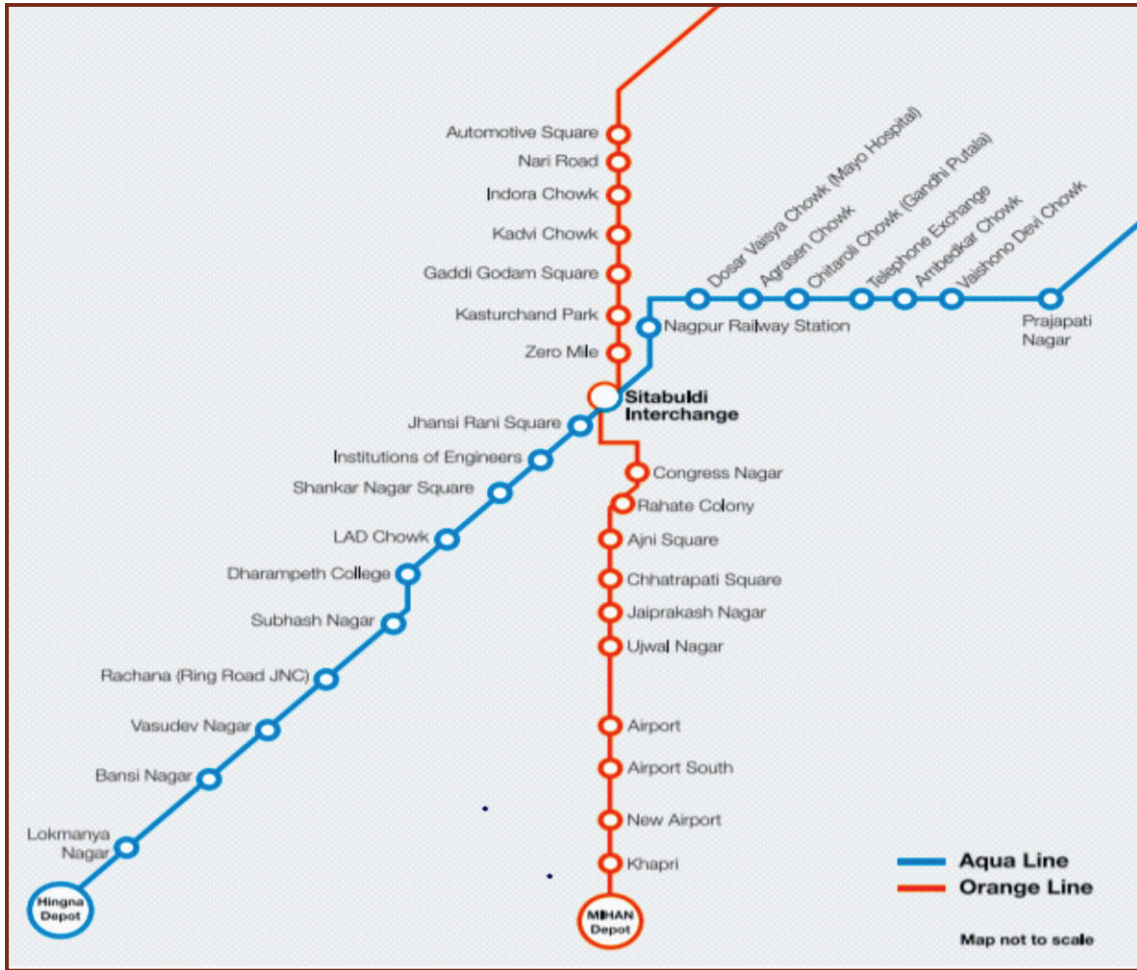 Automotive Square
Nari Road
Indora Chowk
Kadvi Chowk
Gaddi Godam Square
Kasturchand Park
Zero Mile
Dosar Vaisya Chowk (Mayo Hospital)
Agrasen Chowk
Chitaroli Chowk (Gandhi Putala)
Telephone Exchange
Ambedkar Chowk
Vaishono Devi Chowk
Nagpur Railway Station
Prajapati
Nagar
Sitabuldi
Interchange
Jhansi Rani Square
Institutions of Engineers
Shankar Nagar Square
LAD Chowk
Dharampeth College
Subhash Nagar
Rachana (Ring Road JNC)
Vasudev Nagar
Bansi Nagar
Lokmanya
Nagar
Hingna
Depot
Congress Nagar
Rahate Colony
Ajni Square
Chhatrapati Square
Jaiprakash Nagar
Ujwal Nagar
Airport
Airport South
New Airport
Khapri
MIHAN
Depot
Aqua Line
Orange Line
Map not to scale